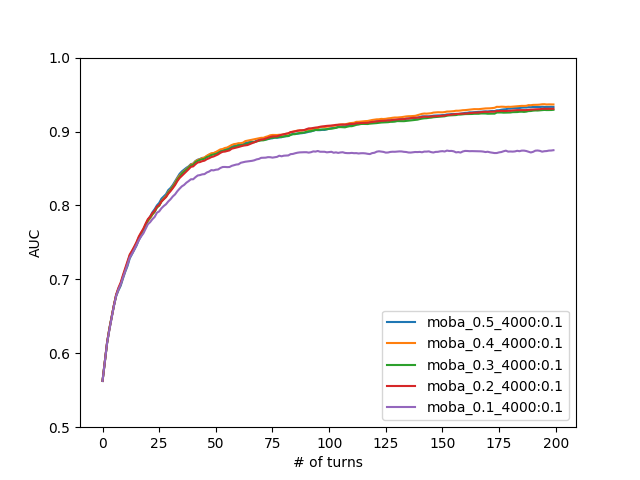 1.0
0.9
0.8
0.7
0.6
0.5
AUC
0 25 50 75 100 125 150 175 200
# of turns
moba_0.5_4000:0.1
moba_0.4_4000:0.1
moba_0.3_4000:0.1
moba_0.2_4000:0.1
moba_0.1_4000:0.1